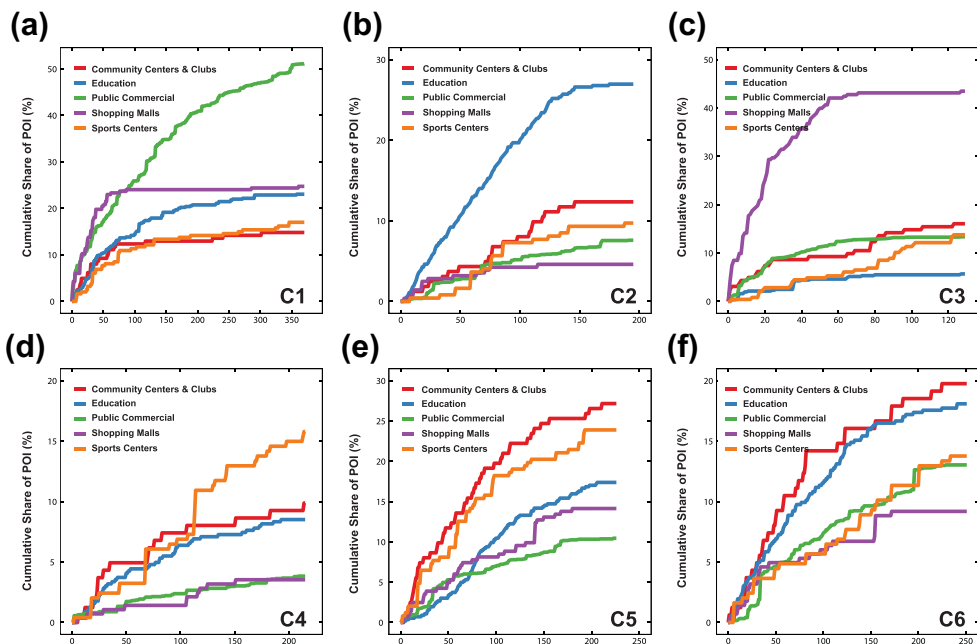 (a)
Cumulative Share of POI (%)
50
40
30
20
10
0
Community Centers & Clubs
Education
Public Commercial
Shopping Malls
Sports Centers
C1
0 50 100 150 200 250 300 350
(b)
Cumulative Share of POI (%)
30
20
10
0
Community Centers & Clubs
Education
Public Commercial
Shopping Malls
Sports Centers
C2
0 50 100 150 200
(c)
Cumulative Share of POI (%)
50
40
30
20
10
0
Community Centers & Clubs
Education
Public Commercial
Shopping Malls
Sports Centers
C3
0 20 40 60 80 100 120
(d)
Cumulative Share of POI (%)
20
15
10
5
0
Community Centers & Clubs
Education
Public Commercial
Shopping Malls
Sports Centers
C4
0 50 100 150 200
(e)
Cumulative Share of POI (%)
30
25
20
15
10
5
0
Community Centers & Clubs
Education
Public Commercial
Shopping Malls
Sports Centers
C5
0 50 100 150 200
(f)
Cumulative Share of POI (%)
20
15
10
5
0
Community Centers & Clubs
Education
Public Commercial
Shopping Malls
Sports Centers
C6
0 50 100 150 200 250